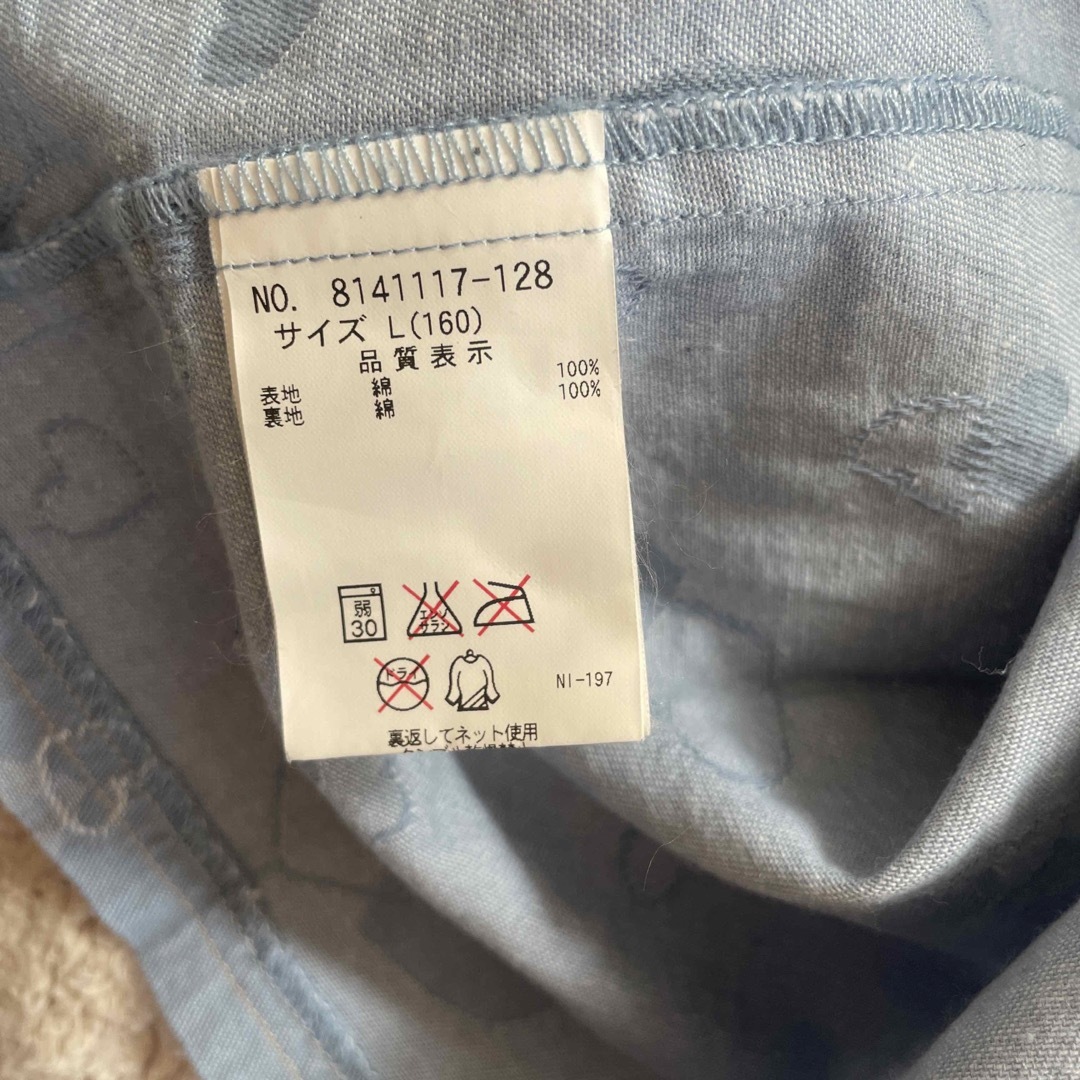 NO. 8141117-128
サイズ L(160)
品質表示
表地 綿 100%
裏地 綿 100%
弱 30
エンソ サラシ
ドライ
NI-197
裏返してネット使用